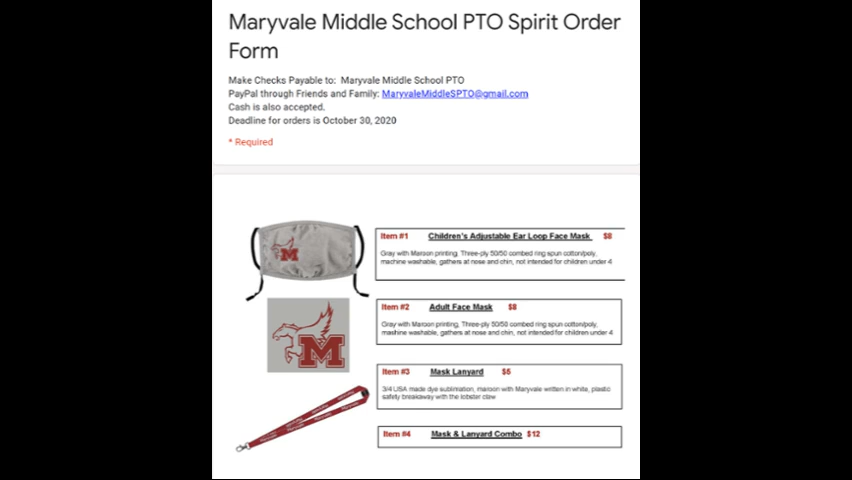 Maryvale Middle School PTO Spirit Order
Form
Make Checks Payable to: Maryvale Middle School PTO
PayPal through Friends and Family: MaryvaleMiddleSPTO@gmail.com
Cash is also accepted.
Deadline for orders is October 30, 2020
* Required
M
Item #1 Children's Adjustable Ear Loop Face Mask $8
Gray with Maroon printing, Three-ply 50/50 combed ring spun cotton/poly,
machine washable, gathers at nose and chin, not intended for children under 4
Item #2 Adult Face Mask $8
Gray with Maroon printing, Three-ply 50/50 combed ring spun cotton/poly,
machine washable, gathers at nose and chin, not intended for children under 4
M
Item #3 Mask Lanyard $5
3/4 USA made dye sublimation, maroon with Maryvale written in white, plastic
safety breakaway with the lobster claw
Item #4 Mask & Lanyard Combo $12